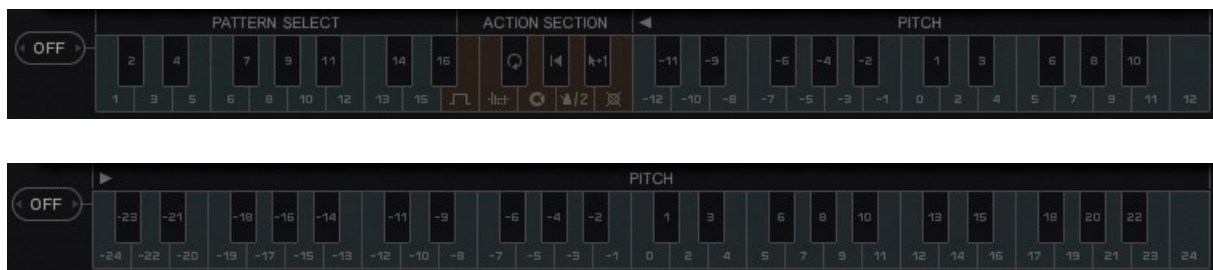 PATTERN SELECT ACTION SECTION PITCH
OFF
2 4 7 9 11 14 16 +1 -11 -9 -6 -4 -2 1 3 6 8 10
1 3 5 6 8 10 12 13 15 /2 -12 -10 -8 -7 -5 -3 -1 0 2 4 5 7 9 11 12
PITCH
OFF
-23 -21 -18 -16 -14 -11 -9 -6 -4 -2 1 3 6 8 10 13 15 18 20 22
-24 -22 -20 -19 -17 -15 -13 -12 -10 -8 -7 -5 -3 -1 0 2 4 5 7 9 11 12 14 16 17 19 21 23 24